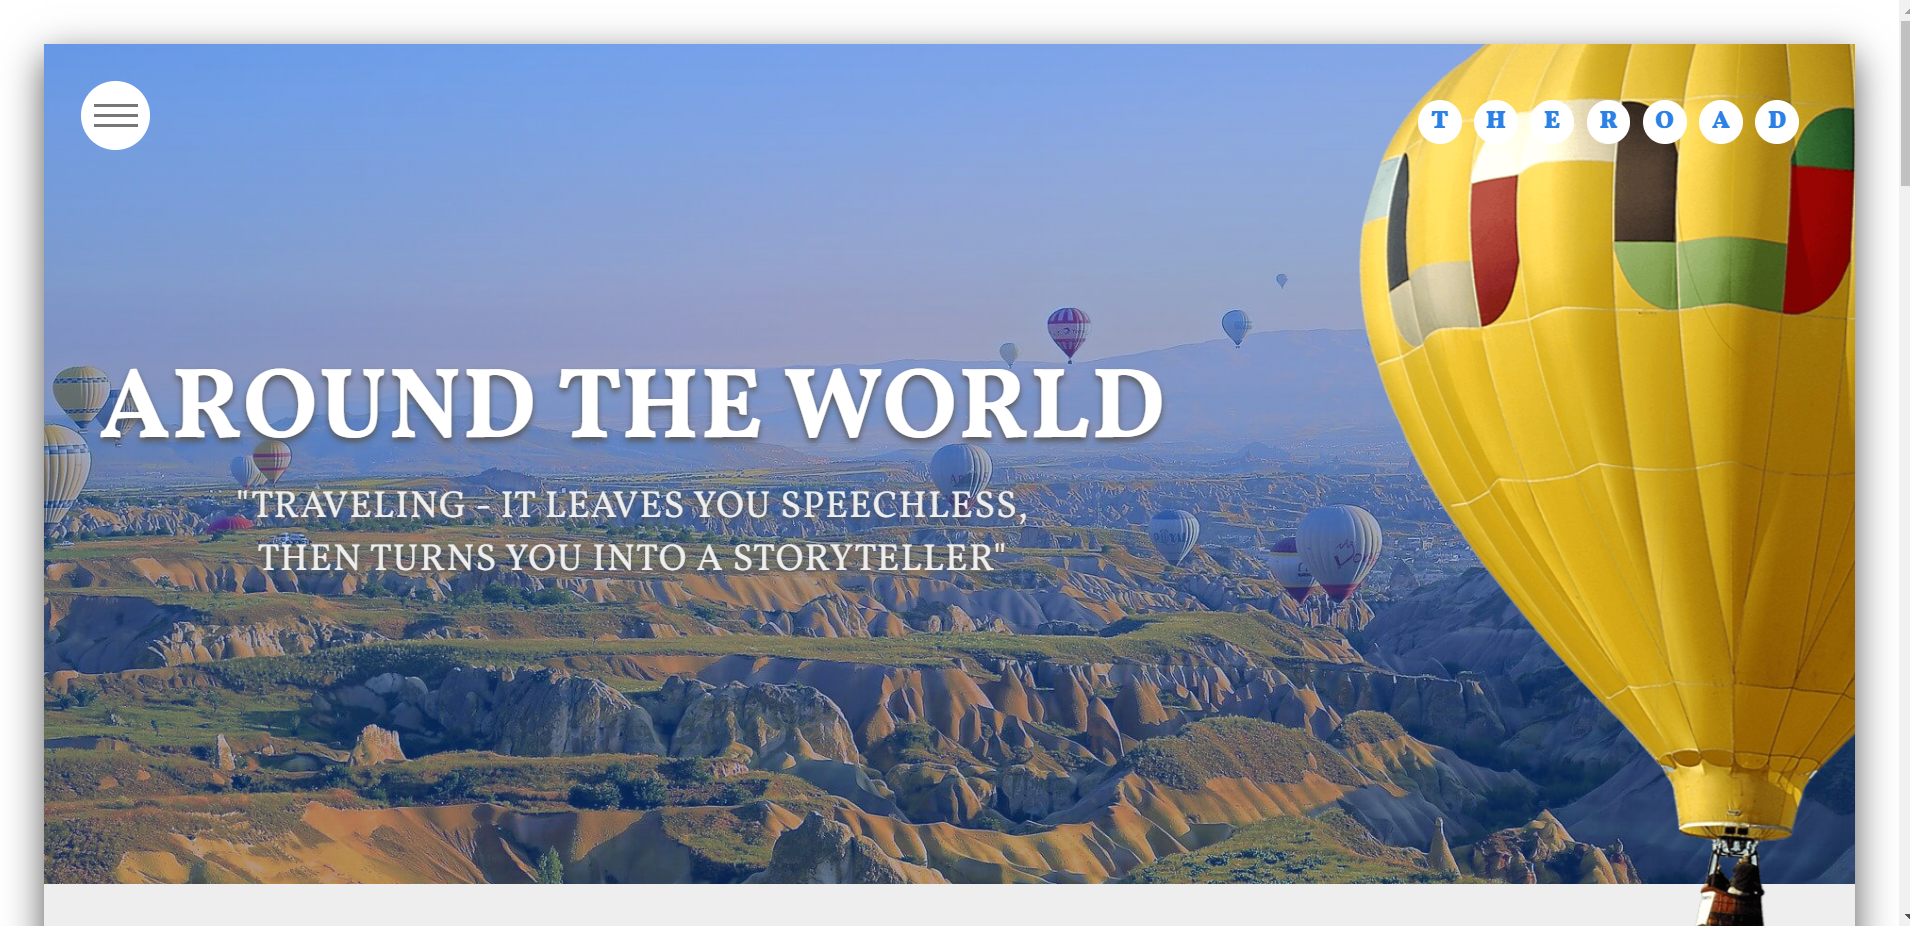 T H E R O A D
AROUND THE WORLD
"TRAVELING - IT LEAVES YOU SPEECHLESS,
THEN TURNS YOU INTO A STORYTELLER"